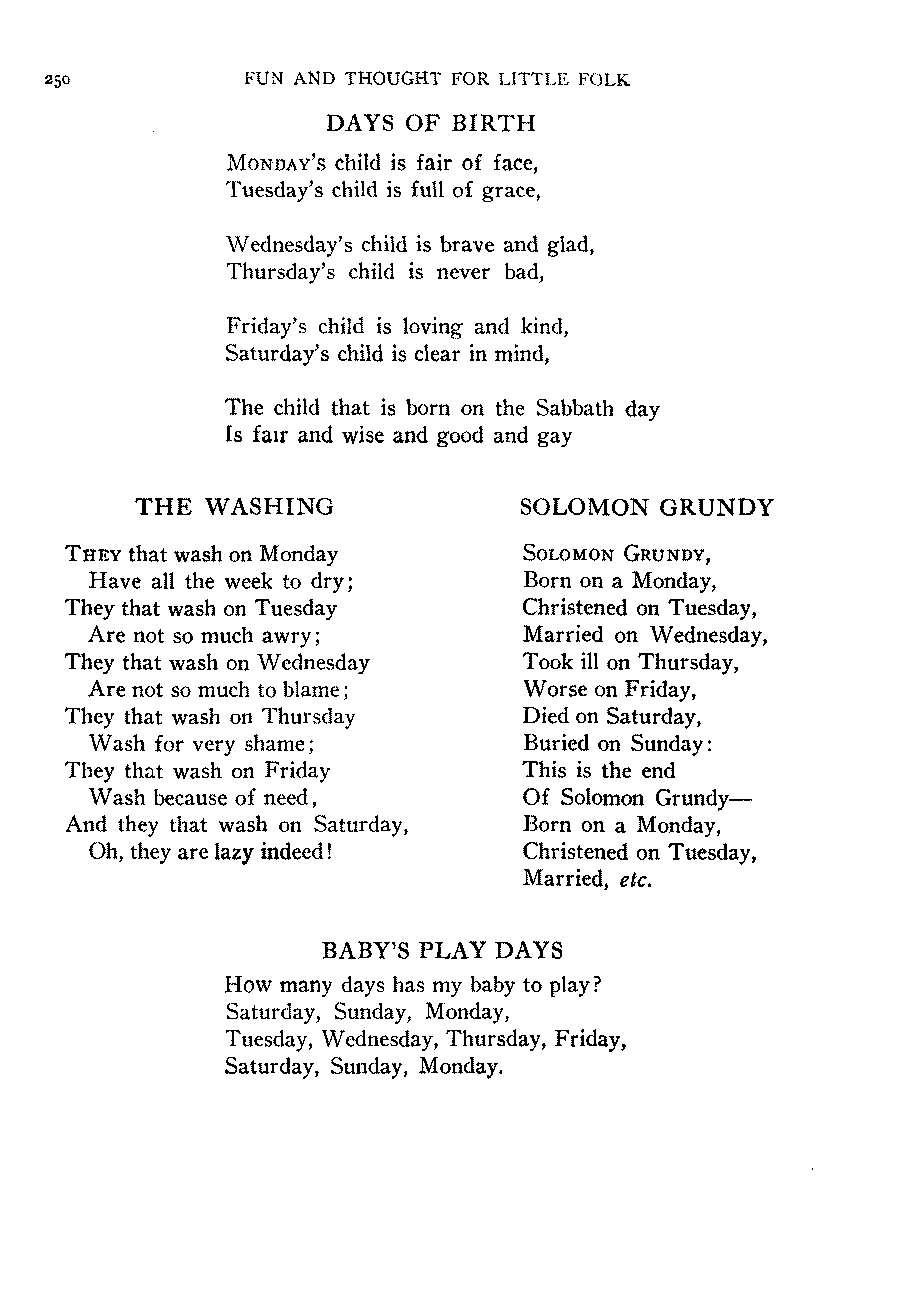 250 FUN AND THOUGHT FOR LITTLE FOLK
DAYS OF BIRTH
MONDAY'S child is fair of face,
Tuesday's child is full of grace,
Wednesday's child is brave and glad,
Thursday's child is never bad,
Friday's child is loving and kind,
Saturday's child is clear in mind,
The child that is born on the Sabbath day
Is fair and wise and good and gay
THE WASHING
THEY that wash on Monday
Have all the week to dry;
They that wash on Tuesday
Are not so much awry;
They that wash on Wednesday
Are not so much to blame;
They that wash on Thursday
Wash for very shame;
They that wash on Friday
Wash because of need,
And they that wash on Saturday,
Oh, they are lazy indeed!
SOLOMON GRUNDY
SOLOMON GRUNDY,
Born on a Monday,
Christened on Tuesday,
Married on Wednesday,
Took ill on Thursday,
Worse on Friday,
Died on Saturday,
Buried on Sunday:
This is the end
Of Solomon Grundy—
Born on a Monday,
Christened on Tuesday,
Married, etc.
BABY'S PLAY DAYS
How many days has my baby to play?
Saturday, Sunday, Monday,
Tuesday, Wednesday, Thursday, Friday,
Saturday, Sunday, Monday.